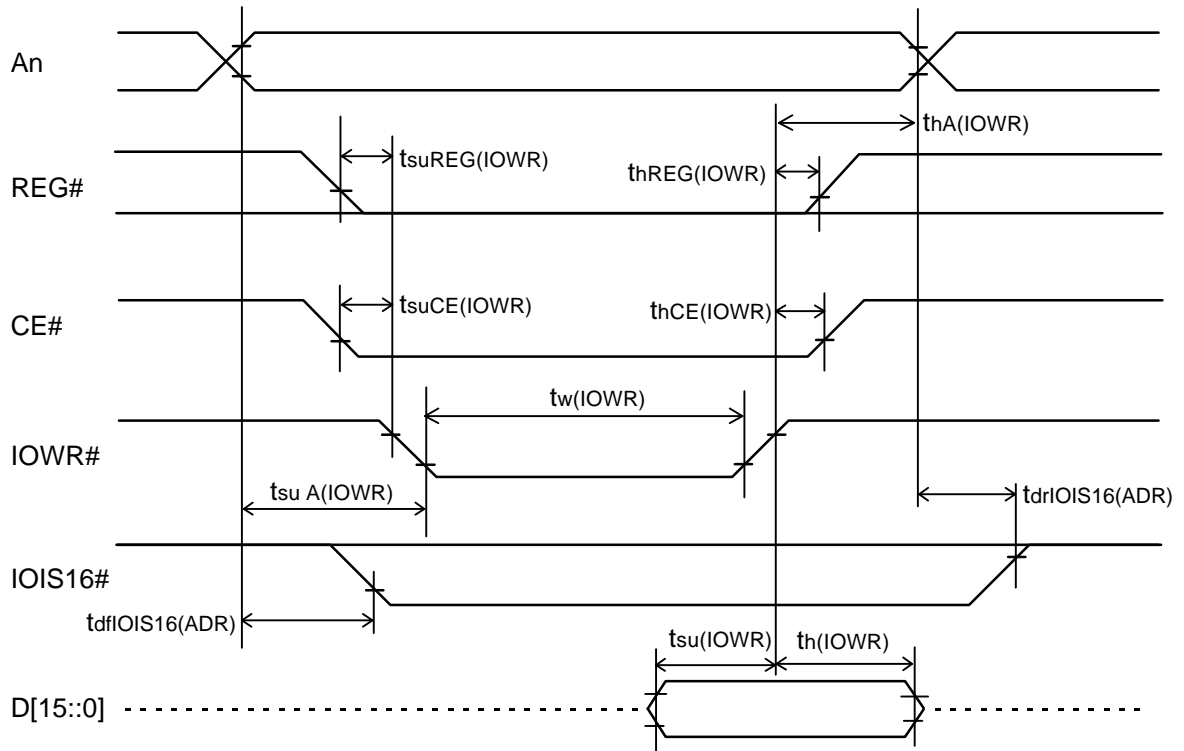 An
thA(IOWR)
tsuREG(IOWR)
thREG(IOWR)
REG#
tsuCE(IOWR)
thCE(IOWR)
CE#
tw(IOWR)
IOWR#
tsu A(IOWR)
tdrIOIS16(ADR)
IOIS16#
tdfIOIS16(ADR)
tsu(IOWR)
th(IOWR)
D[15::0]